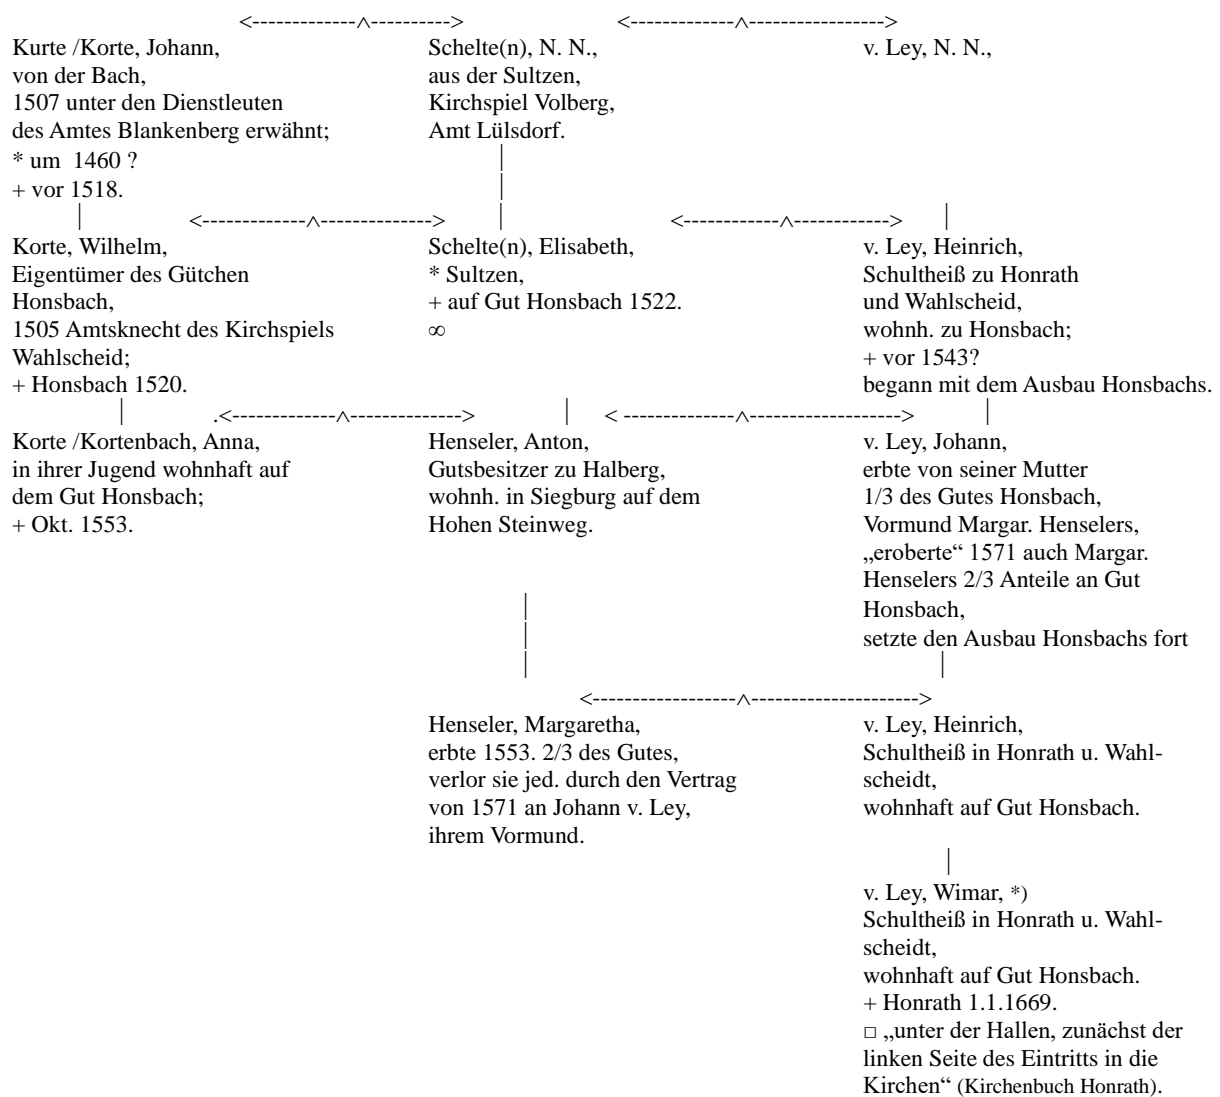 <-------------^---------->
<-------------^----------------->
Kurte /Korte, Johann,
von der Bach,
1507 unter den Dienstleuten
des Amtes Blankenberg erwähnt;
* um  1460 ?
+ vor 1518.
Schelte(n), N. N.,
aus der Sultzen,
Kirchspiel Volberg,
Amt Lülsdorf.
v. Ley, N. N.,
<-------------^-------------->
<------------^------------>
Korte, Wilhelm,
Eigentümer des Gütchen
Honsbach,
1505 Amtsknecht des Kirchspiels
Wahlscheid;
+ Honsbach 1520.
Schelte(n), Elisabeth,
* Sultzen,
+ auf Gut Honsbach 1522.
∞
v. Ley, Heinrich,
Schultheiß zu Honrath
und Wahlscheid,
wohnh. zu Honsbach;
+ vor 1543?
begann mit dem Ausbau Honsbachs.
.<-------------^-------------->
< --------------^------------------->
Korte /Kortenbach, Anna,
in ihrer Jugend wohnhaft auf
dem Gut Honsbach;
+ Okt. 1553.
Henseler, Anton,
Gutsbesitzer zu Halberg,
wohnh. in Siegburg auf dem
Hohen Steinweg.
v. Ley, Johann,
erbte von seiner Mutter
1/3 des Gutes Honsbach,
Vormund Margar. Henselers,
„eroberte“ 1571 auch Margar.
Henselers 2/3 Anteile an Gut
Honsbach,
setzte den Ausbau Honsbachs fort
<------------------^--------------------->
Henseler, Margaretha,
erbte 1553. 2/3 des Gutes,
verlor sie jed. durch den Vertrag
von 1571 an Johann v. Ley,
ihrem Vormund.
v. Ley, Heinrich,
Schultheiß in Honrath u. Wahl-
scheidt,
wohnhaft auf Gut Honsbach.
v. Ley, Wimar, *)
Schultheiß in Honrath u. Wahl-
scheidt,
wohnhaft auf Gut Honsbach.
+ Honrath 1.1.1669.
□ „unter der Hallen, zunächst der
linken Seite des Eintritts in die
Kirchen“ (Kirchenbuch Honrath).